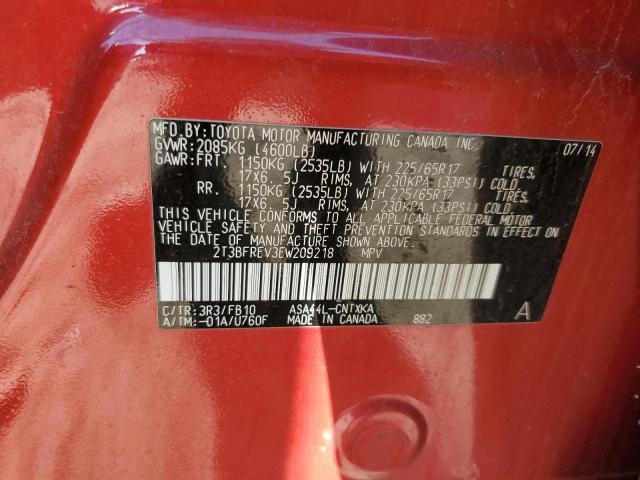 MFD.BY:TOYOTA MOTOR MANUFACTURING CANADA INC. 07/14
GVWR:2085KG (4600LB)
GAWR:FRT. 1150KG (2535LB) WITH 225/65R17 TIRES,
17X6.5J RIMS, AT 230KPA (33PSI) COLD
RR. 1150KG (2535LB) WITH 225/65R17 TIRES,
17X6.5J RIMS, AT 230KPA (33PSI) COLD
THIS VEHICLE CONFORMS TO ALL APPLICABLE FEDERAL MOTOR
VEHICLE SAFETY AND THEFT PREVENTION STANDARDS IN EFFECT
ON THE DATE OF MANUFACTURE SHOWN ABOVE.
2T3BFREV3EW209218 MPV
C/TR:3R3/FB10 ASA44L-CNTXKA
A/TM:-01A/U760F MADE IN CANADA 882 A